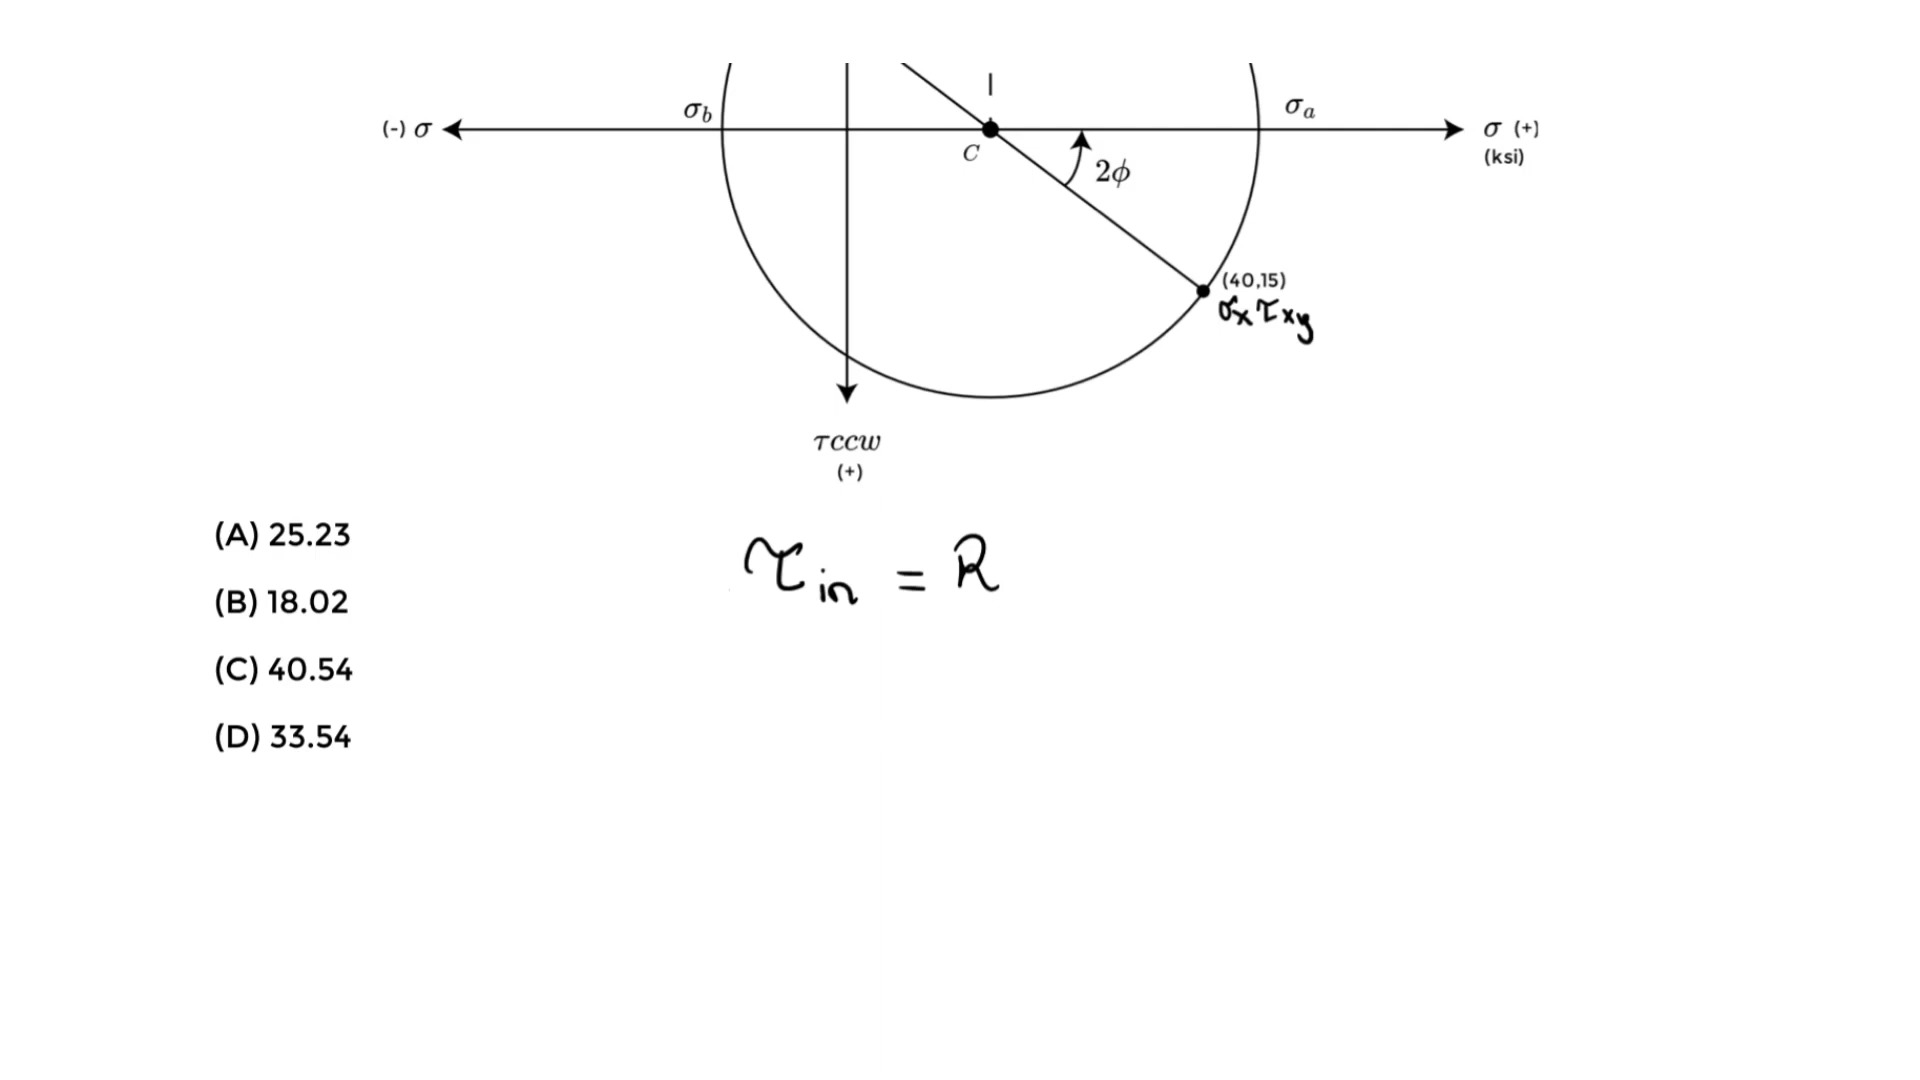 σb
σa
(-) σ
σ (+)
(ksi)
C
2ϕ
(40,15)
σx τxy
τccw
(+)
(A) 25.23
(B) 18.02
(C) 40.54
(D) 33.54
τin = R